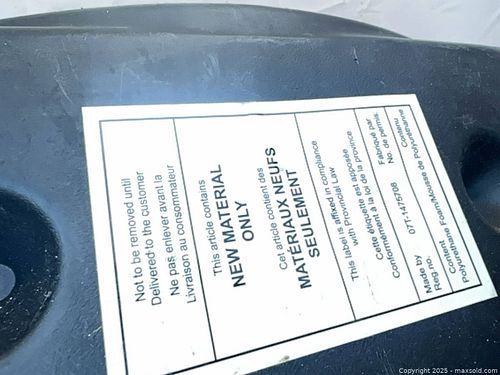 Not to be removed until
Delivered to the customer
Ne pas enlever avant la
Livraison au consommateur
This article contains
NEW MATERIAL
ONLY
Cet article contient des
MATÉRIAUX NEUFS
SEULEMENT
This label is affixed in compliance
with Provincial Law
Cette étiquette est apposée
Conformément à la loi de la province
Made by Fabriqué par
Reg. no. 07T-1475708 No. de permis
Content Contenu
Polyurethane Foam/Mousse de Polyuréthanne
Copyright © 2025 - maxsold.com